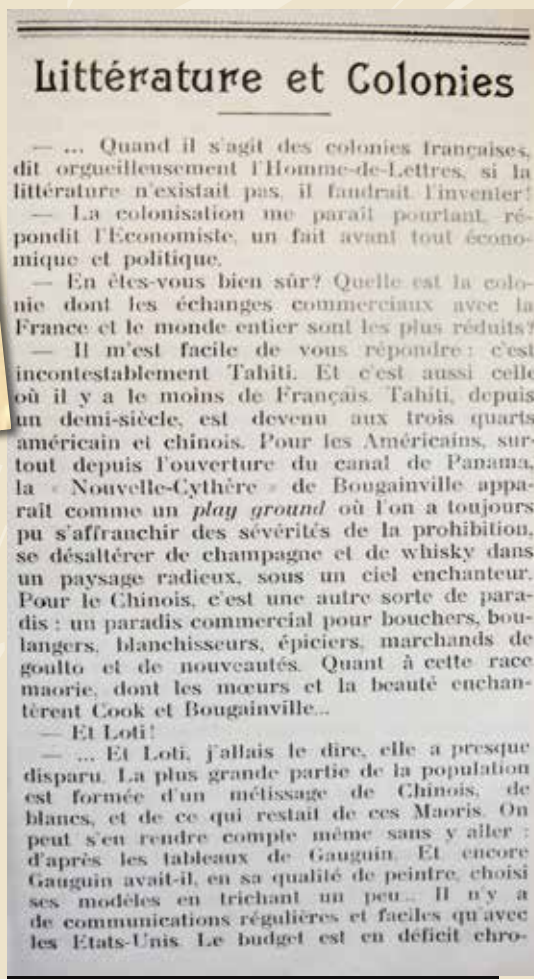 Littérature et Colonies
— ... Quand il s'agit des colonies françaises,
dit orgueilleusement l'Homme-de-Lettres, si la
littérature n'existait pas, il faudrait l'inventer!
— La colonisation me paraît pourtant, ré-
pondit l'Economiste, un fait avant tout écono-
mique et politique.
— En êtes-vous bien sûr? Quelle est la colo-
nie dont les échanges commerciaux avec la
France et le monde entier sont les plus réduits?
— Il m'est facile de vous répondre : c'est
incontestablement Tahiti. Et c'est aussi celle
où il y a le moins de Français. Tahiti, depuis
un demi-siècle, est devenu aux trois quarts
américain et chinois. Pour les Américains, sur-
tout depuis l'ouverture du canal de Panama,
la « Nouvelle-Cythère » de Bougainville appa-
raît comme un play ground où l'on a toujours
pu s'affranchir des sévérités de la prohibition,
se désaltérer de champagne et de whisky dans
un paysage radieux, sous un ciel enchanteur.
Pour le Chinois, c'est une autre sorte de para-
dis : un paradis commercial pour bouchers, bou-
langers, blanchisseurs, épiciers, marchands de
goulto et de nouveautés. Quant à cette race
maorie, dont les mœurs et la beauté enchan-
tèrent Cook et Bougainville...
— Et Loti!
— ... Et Loti, j'allais le dire, elle a presque
disparu. La plus grande partie de la population
est formée d'un métissage de Chinois, de
blancs, et de ce qui restait de ces Maoris. On
peut s'en rendre compte même sans y aller :
d'après les tableaux de Gauguin. Et encore
Gauguin avait-il, en sa qualité de peintre, choisi
ses modèles en trichant un peu... Il n'y a
de communications régulières et faciles qu'avec
les Etats-Unis. Le budget est en déficit chro-